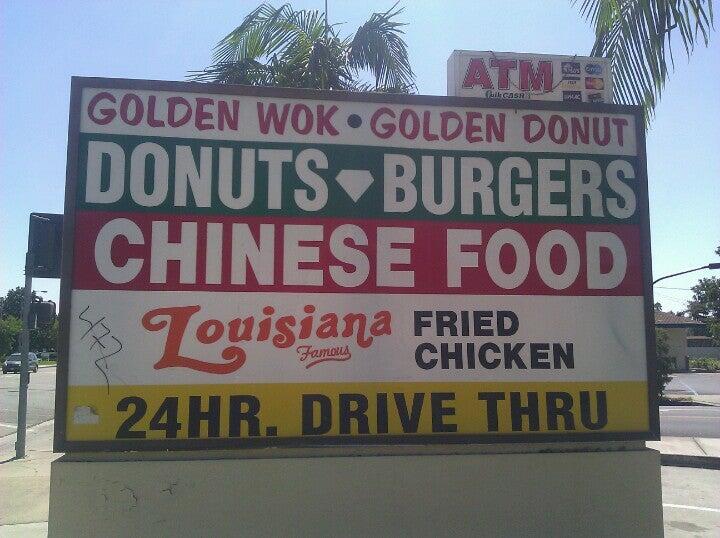 ATM
GOLDEN WOK • GOLDEN DONUT
DONUTS BURGERS
CHINESE FOOD
Louisiana
Famous
FRIED
CHICKEN
24HR. DRIVE THRU